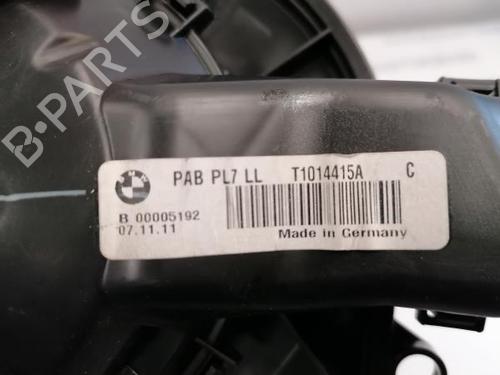 B-PARTS
PAB PL7 LL T1014415A C
B 00005192
07.11.11
Made in Germany